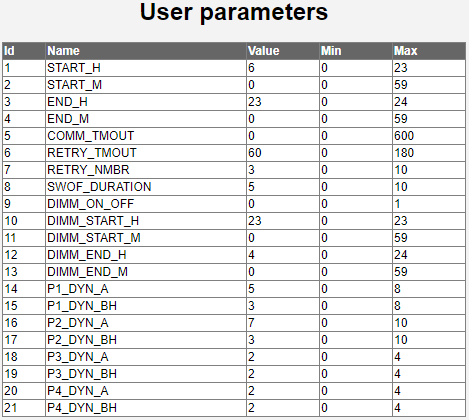 User parameters
Id Name Value Min Max
1 START_H 6 0 23
2 START_M 0 0 59
3 END_H 23 0 24
4 END_M 0 0 59
5 COMM_TMOUT 0 0 600
6 RETRY_TMOUT 60 0 180
7 RETRY_NMBR 3 0 10
8 SWOF_DURATION 5 0 10
9 DIMM_ON_OFF 0 0 1
10 DIMM_START_H 23 0 23
11 DIMM_START_M 0 0 59
12 DIMM_END_H 4 0 24
13 DIMM_END_M 0 0 59
14 P1_DYN_A 5 0 8
15 P1_DYN_BH 3 0 8
16 P2_DYN_A 7 0 10
17 P2_DYN_BH 3 0 10
18 P3_DYN_A 2 0 4
19 P3_DYN_BH 2 0 4
20 P4_DYN_A 2 0 4
21 P4_DYN_BH 2 0 4